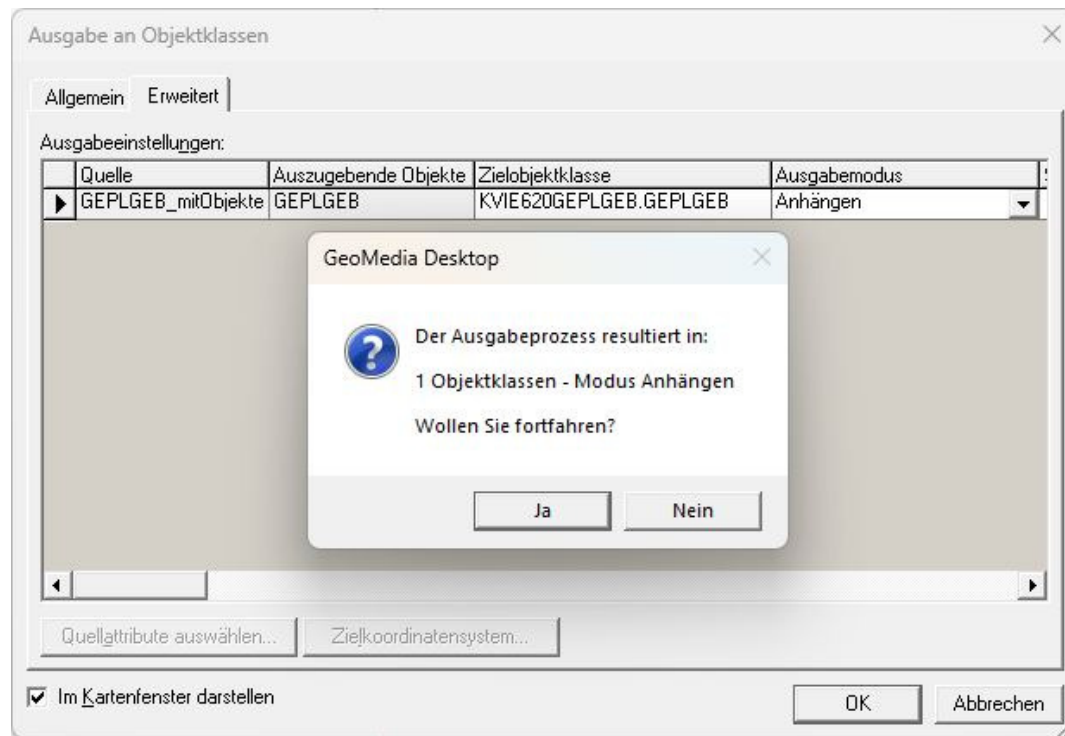 Ausgabe an Objektklassen
Allgemein Erweitert
Ausgabeeinstellungen:
Quelle Auszugebende Objekte Zielobjektklasse Ausgabemodus
GEPLGEB_mitObjekte GEPLGEB KVIE620GEPLGEB.GEPLGEB Anhängen
GeoMedia Desktop
Der Ausgabeprozess resultiert in:
1 Objektklassen - Modus Anhängen
Wollen Sie fortfahren?
Ja Nein
Quellattribute auswählen... Zielkoordinatensystem...
Im Kartenfenster darstellen
OK Abbrechen